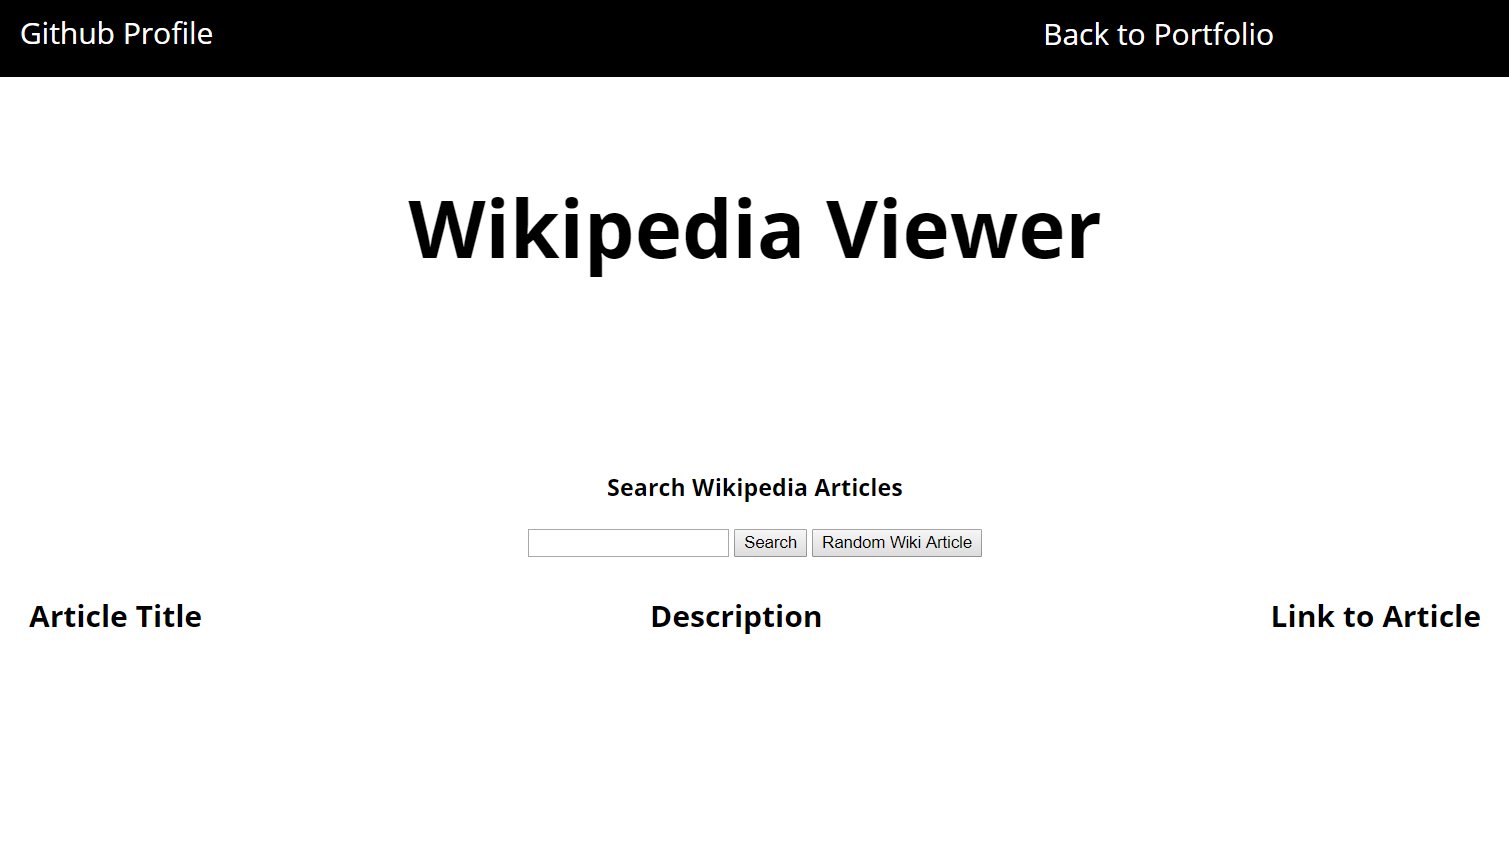 Github Profile
Back to Portfolio
Wikipedia Viewer
Search Wikipedia Articles
Search
Random Wiki Article
Article Title
Description
Link to Article